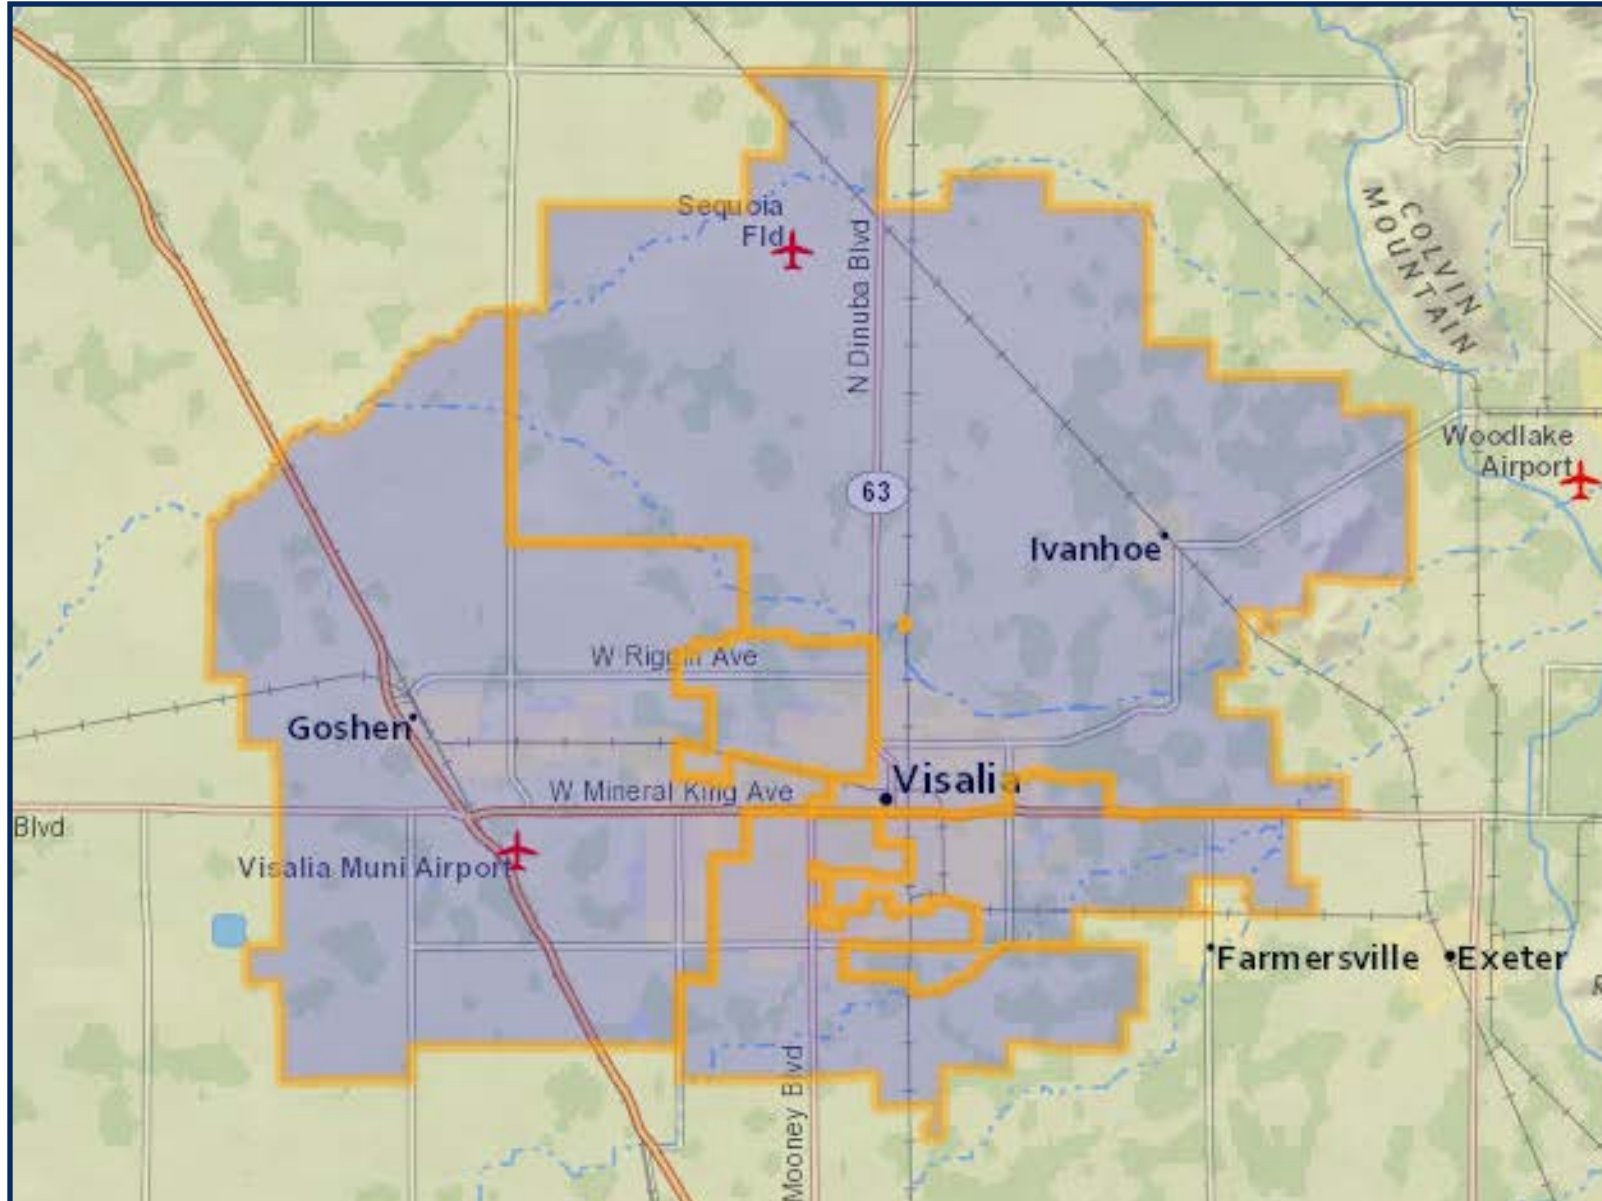 Sequoia
Fld
N Dinuba Blvd
COLVIN
MOUNTAIN
Woodlake
Airport
63
Ivanhoe
W Riggin Ave
Goshen
Visalia
W Mineral King Ave
Blvd
Visalia Muni Airport
Farmersville
Exeter
R
Mooney Blvd